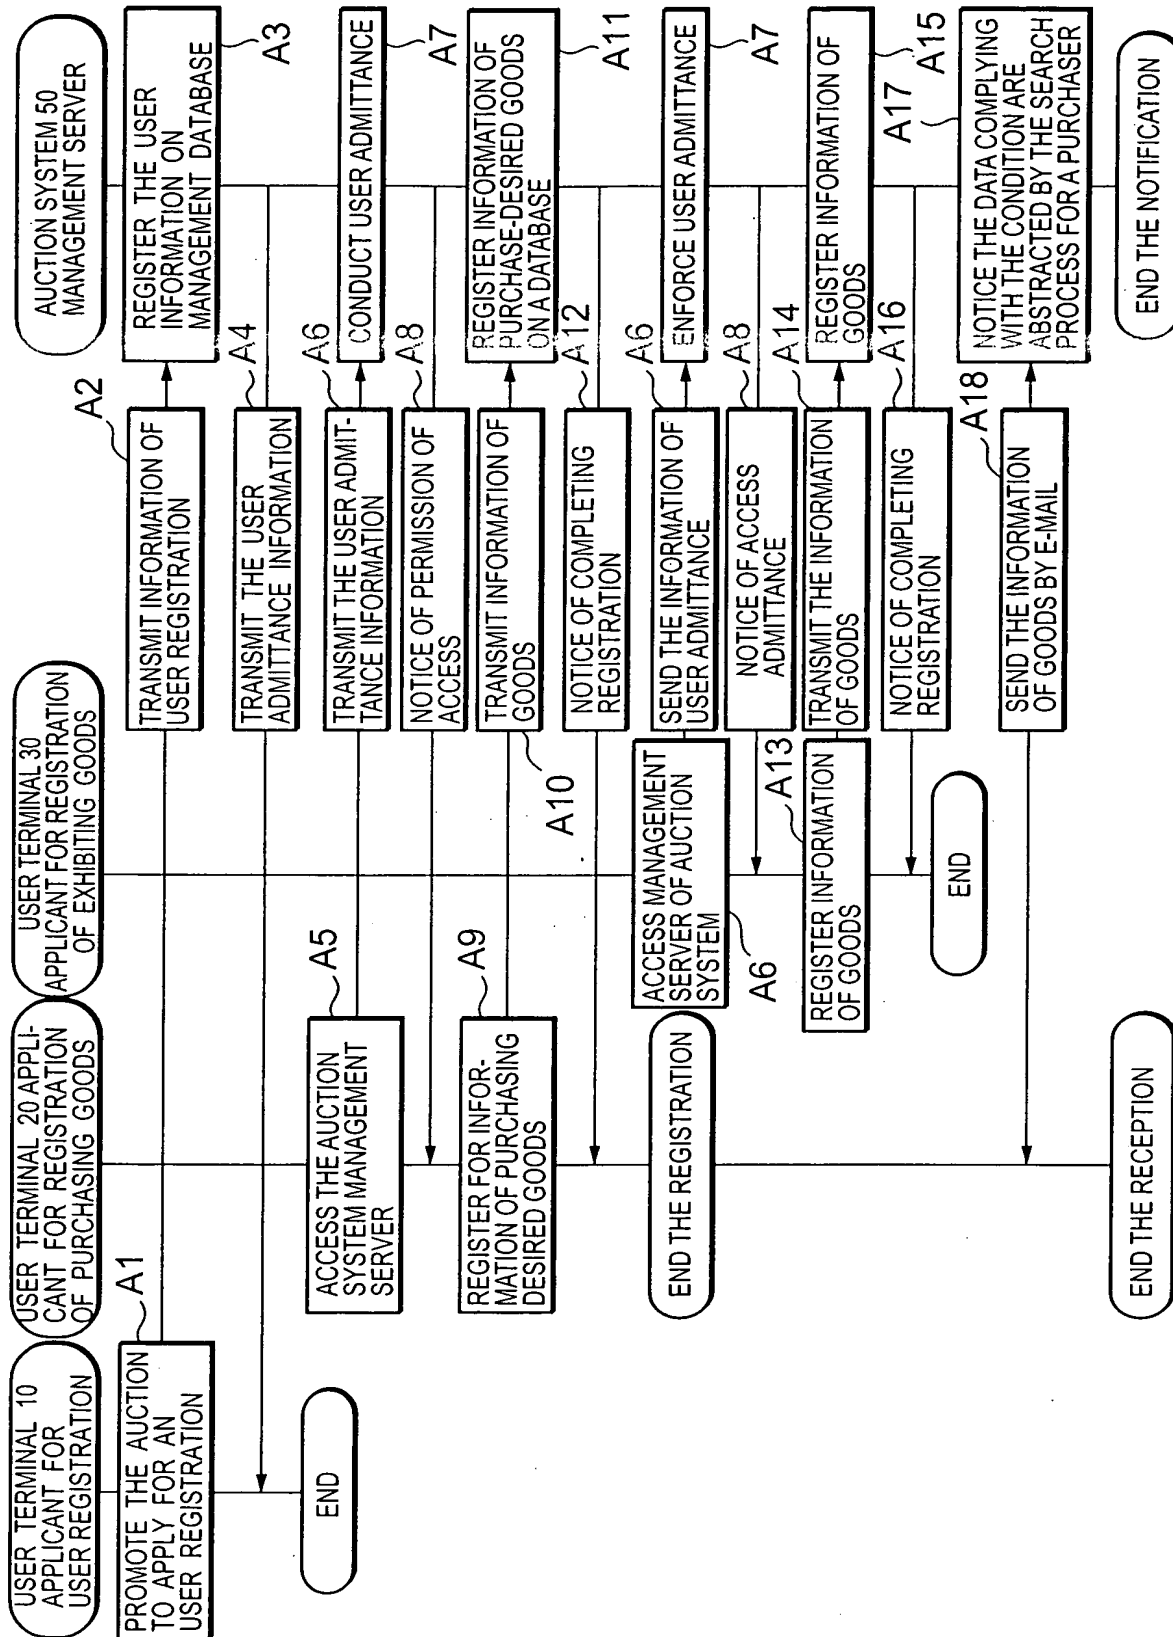 USER TERMINAL 10
APPLICANT FOR
USER REGISTRATION
USER TERMINAL 20 APPLI-
CANT FOR REGISTRATION
OF PURCHASING GOODS
USER TERMINAL 30
APPLICANT FOR REGISTRATION
OF EXHIBITING GOODS
AUCTION SYSTEM 50
MANAGEMENT SERVER
A1
PROMOTE THE AUCTION
TO APPLY FOR AN
USER REGISTRATION
A2
TRANSMIT INFORMATION OF
USER REGISTRATION
REGISTER THE USER
INFORMATION ON
MANAGEMENT DATABASE
A3
A4
TRANSMIT THE USER
ADMITTANCE INFORMATION
END
A5
ACCESS THE AUCTION
SYSTEM MANAGEMENT
SERVER
A6
TRANSMIT THE USER ADMIT-
TANCE INFORMATION
CONDUCT USER ADMITTANCE
A7
A8
NOTICE OF PERMISSION OF
ACCESS
A9
REGISTER FOR INFOR-
MATION OF PURCHASING
DESIRED GOODS
A10
TRANSMIT INFORMATION OF
GOODS
REGISTER INFORMATION OF
PURCHASE-DESIRED GOODS
ON A DATABASE
A11
A12
NOTICE OF COMPLETING
REGISTRATION
END THE REGISTRATION
ACCESS MANAGEMENT
SERVER OF AUCTION
SYSTEM
A6
A6
SEND THE INFORMATION OF
USER ADMITTANCE
ENFORCE USER ADMITTANCE
A7
A8
NOTICE OF ACCESS
ADMITTANCE
A13
REGISTER INFORMATION
OF GOODS
A14
TRANSMIT THE INFORMATION
OF GOODS
REGISTER INFORMATION OF
GOODS
A15
A16
NOTICE OF COMPLETING
REGISTRATION
END
A17
NOTICE THE DATA COMPLYING
WITH THE CONDITION ARE
ABSTRACTED BY THE SEARCH
PROCESS FOR A PURCHASER
A18
SEND THE INFORMATION
OF GOODS BY E-MAIL
END THE RECEPTION
END THE NOTIFICATION